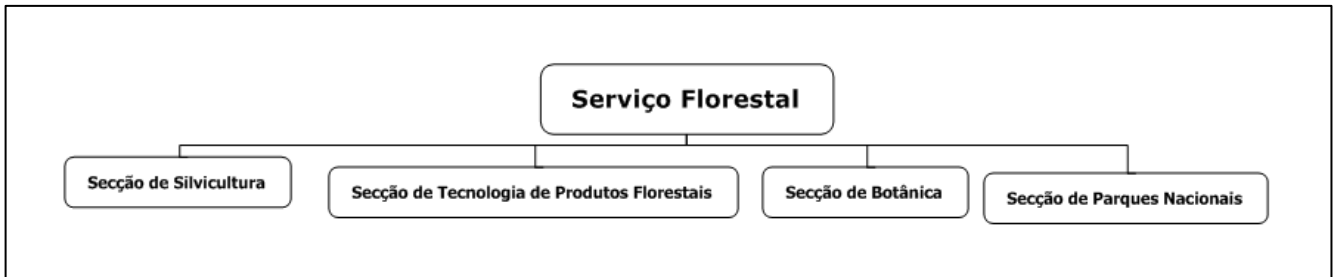 Serviço Florestal
Secção de Silvicultura
Secção de Tecnologia de Produtos Florestais
Secção de Botânica
Secção de Parques Nacionais